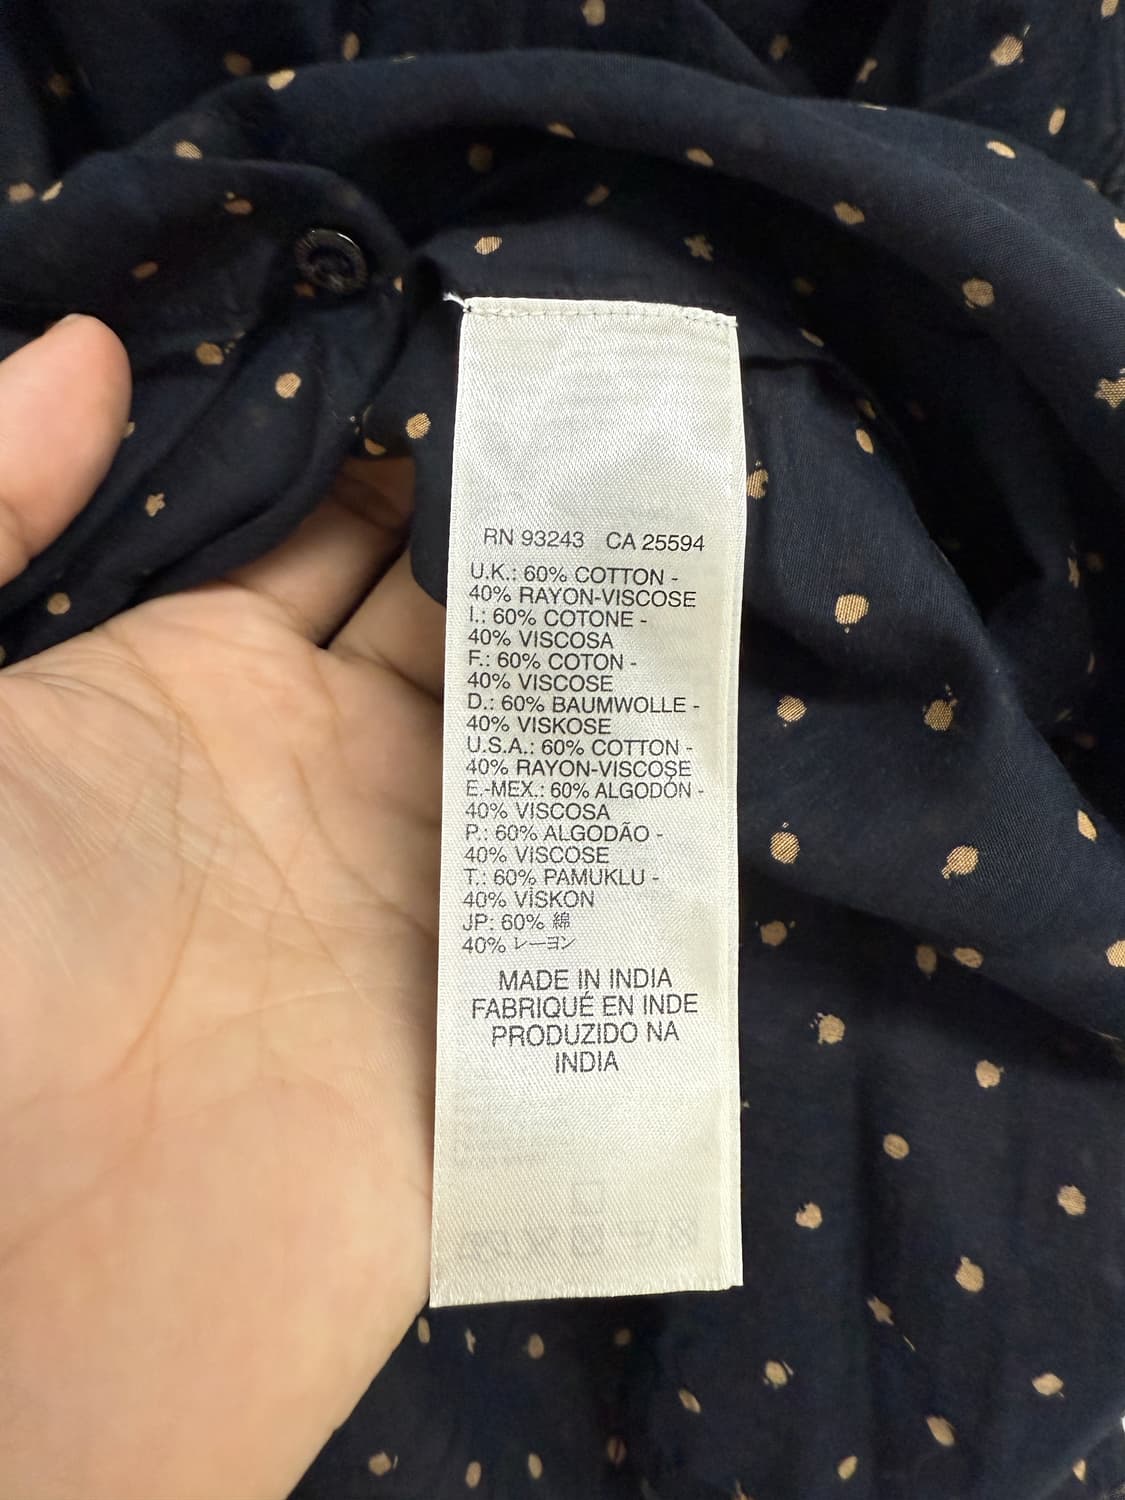 RN 93243 CA 25594
U.K.: 60% COTTON -
40% RAYON-VISCOSE
I.: 60% COTONE -
40% VISCOSA
F.: 60% COTON -
40% VISCOSE
D.: 60% BAUMWOLLE -
40% VISKOSE
U.S.A.: 60% COTTON -
40% RAYON-VISCOSE
E.-MEX.: 60% ALGODÓN -
40% VISCOSA
P.: 60% ALGODÃO -
40% VISCOSE
T.: 60% PAMUKLU -
40% VİSKON
JP: 60% 綿
40% レーヨン
MADE IN INDIA
FABRIQUÉ EN INDE
PRODUZIDO NA
INDIA